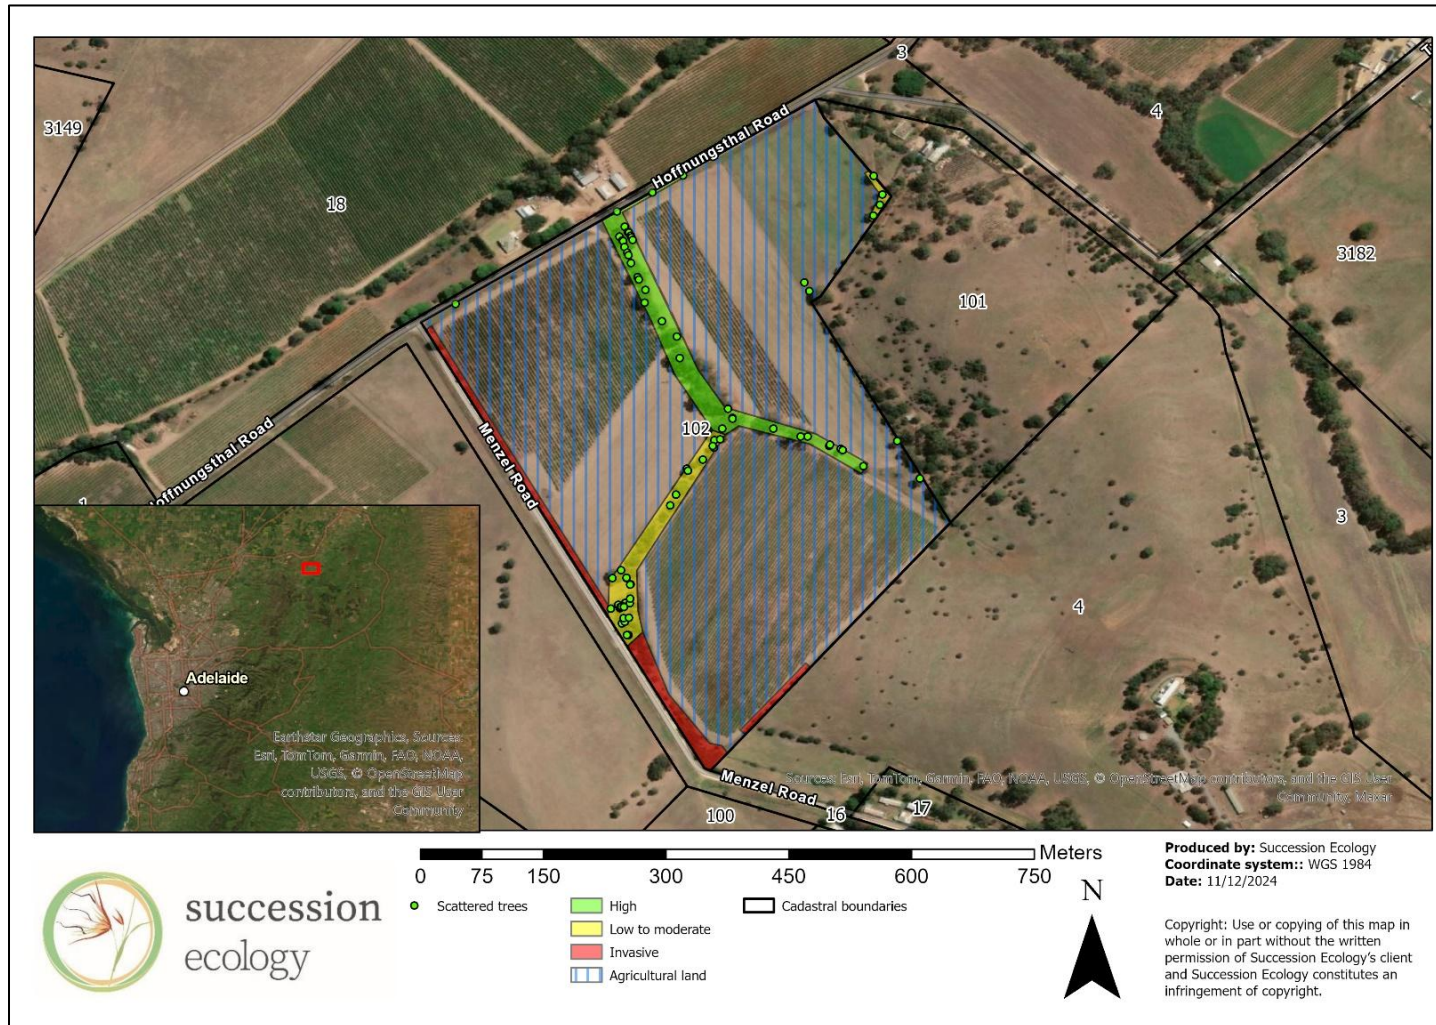 3
3149
4
Hoffnungsthal Road
18
3182
101
102
Menzel Road
Hoffnungsthal Road
3
4
Adelaide
Earthstar Geographics, Sources:
Esri, TomTom, Garmin, FAO, NOAA,
USGS, © OpenStreetMap
contributors, and the GIS User
Community
Menzel Road
Sources: Esri, TomTom, Garmin, FAO, NOAA, USGS, © OpenStreetMap contributors, and the GIS User
Community, Maxar
100
16
17
succession
ecology
Meters
0 75 150 300 450 600 750
Scattered trees
High
Low to moderate
Invasive
Agricultural land
Cadastral boundaries
N
Produced by: Succession Ecology
Coordinate system:: WGS 1984
Date: 11/12/2024
Copyright: Use or copying of this map in
whole or in part without the written
permission of Succession Ecology's client
and Succession Ecology constitutes an
infringement of copyright.